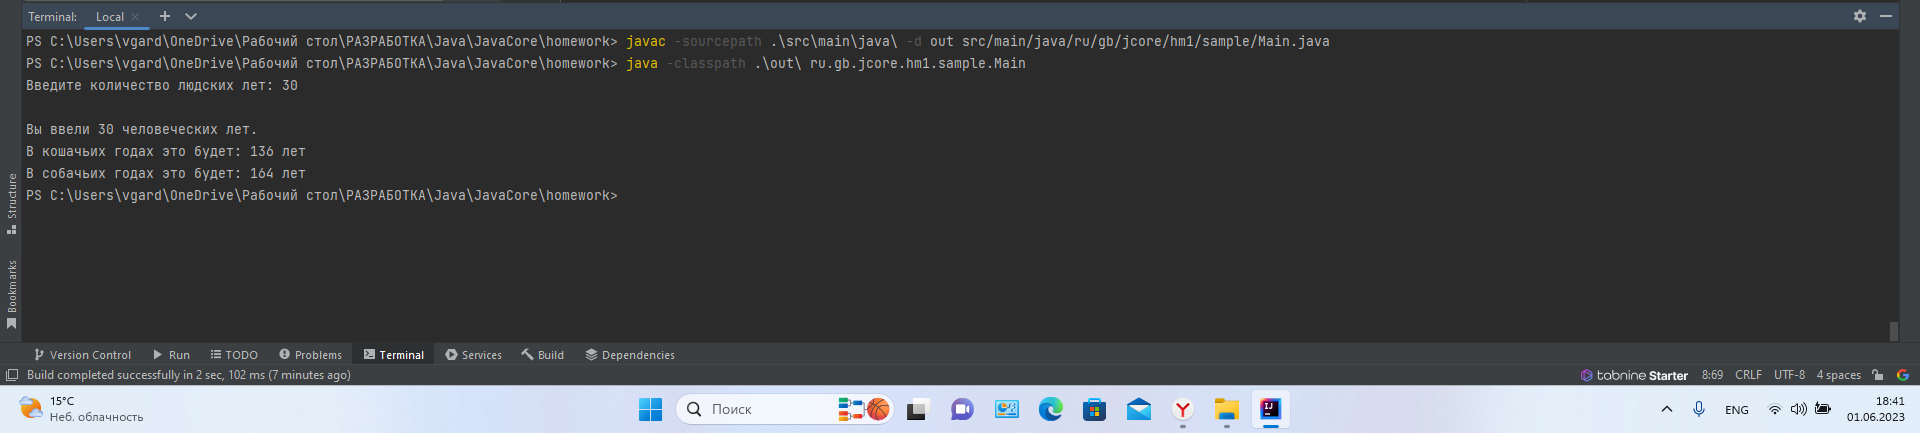 Terminal: Local
PS C:\Users\vgard\OneDrive\Рабочий стол\РАЗРАБОТКА\Java\JavaCore\homework> javac -sourcepath .\src\main\java\ -d out src/main/java/ru/gb/jcore/hm1/sample/Main.java
PS C:\Users\vgard\OneDrive\Рабочий стол\РАЗРАБОТКА\Java\JavaCore\homework> java -classpath .\out\ ru.gb.jcore.hm1.sample.Main
Введите количество людских лет: 30
Вы ввели 30 человеческих лет.
В кошачьих годах это будет: 136 лет
В собачьих годах это будет: 164 лет
PS C:\Users\vgard\OneDrive\Рабочий стол\РАЗРАБОТКА\Java\JavaCore\homework>
Structure
Bookmarks
Version Control Run TODO Problems Terminal Services Build Dependencies
Build completed successfully in 2 sec, 102 ms (7 minutes ago) tabnine Starter 8:69 CRLF UTF-8 4 spaces
15°C
Неб. облачность
Поиск
ENG
18:41
01.06.2023